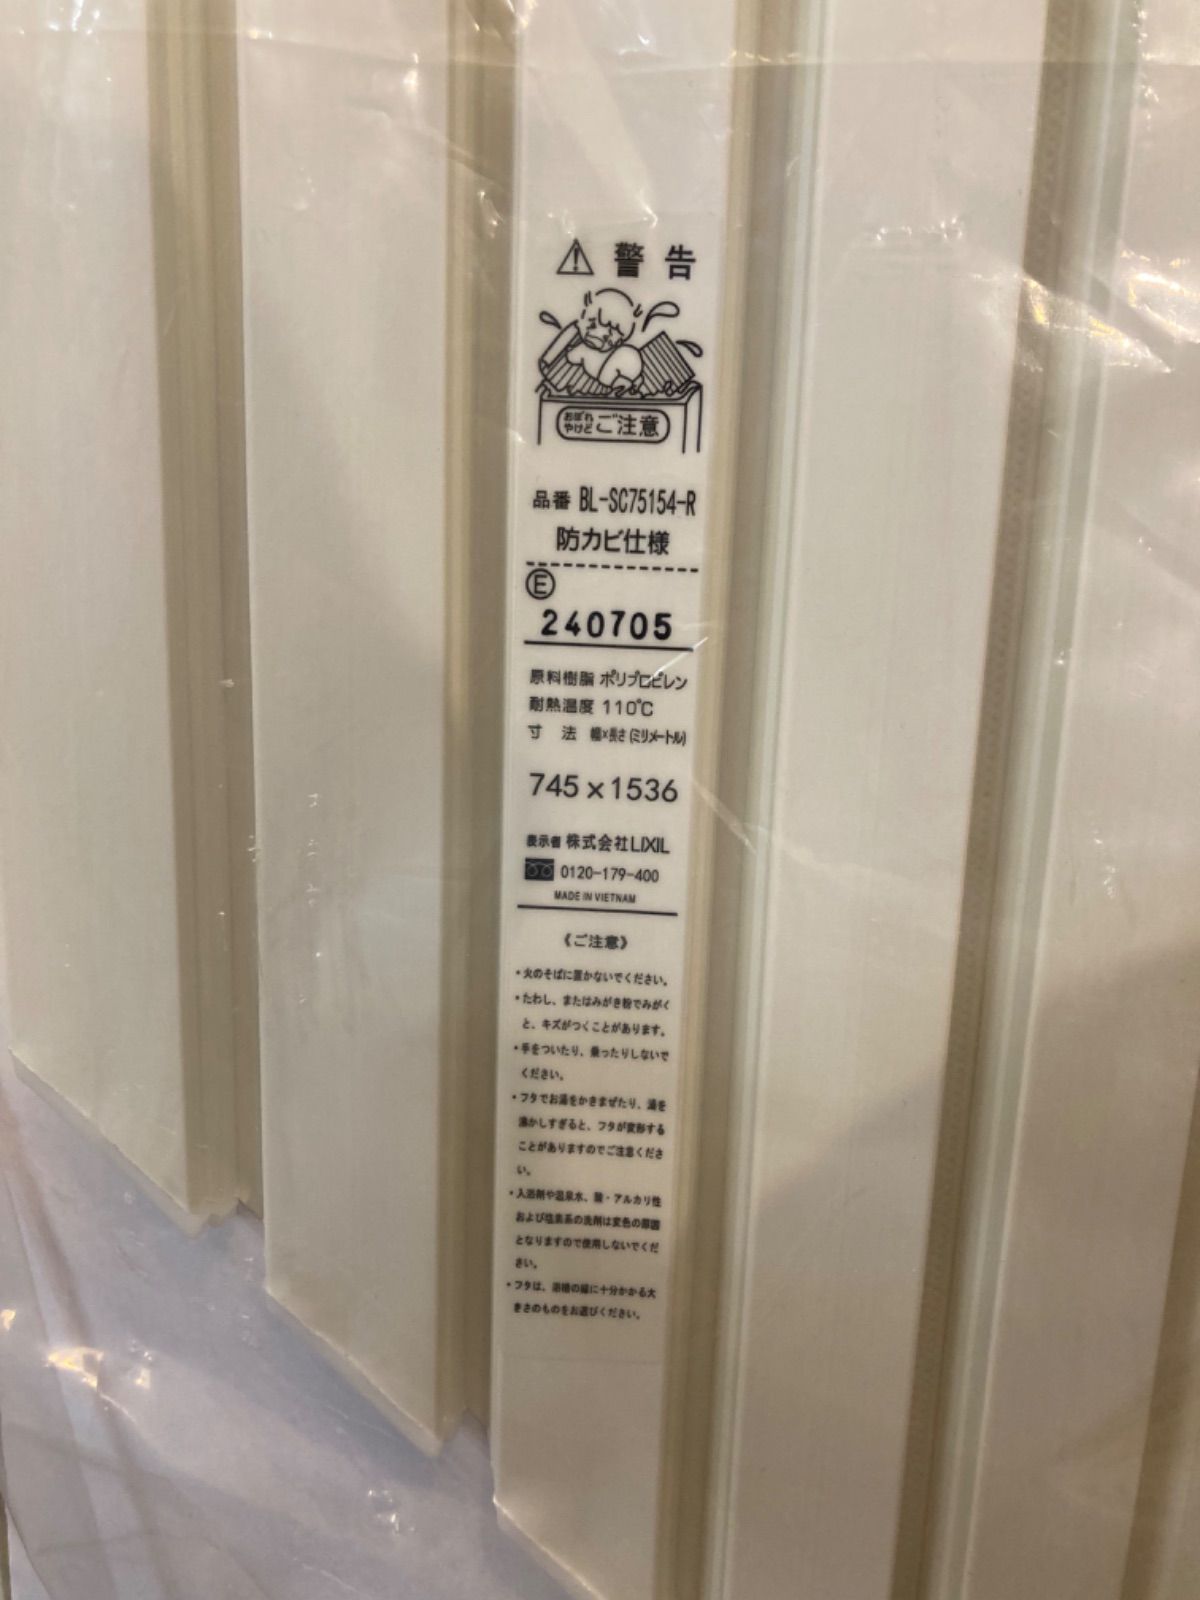 警告
おぼれ
やけど ご注意
品番 BL-SC75154-R
防カビ仕様
Ⓔ
240705
原料樹脂 ポリプロピレン
耐熱温度 110℃
寸 法 幅×長さ(ミリメートル)
745×1536
表示者 株式会社LIXIL
0120-179-400
MADE IN VIETNAM
《ご注意》
・火のそばに置かないでください。
・たわし、またはみがき粉でみがく
と、キズがつくことがあります。
・手をついたり、乗ったりしないで
ください。
・フタでお湯をかきまぜたり、湯を
沸かしすぎると、フタが変形する
ことがありますのでご注意くださ
い。
・入浴剤や温泉水、酸・アルカリ性
および塩素系の洗剤は変色の原因
となりますので使用しないでくだ
さい。
・フタは、浴槽の縁に十分かかる大
きさのものをお選びください。